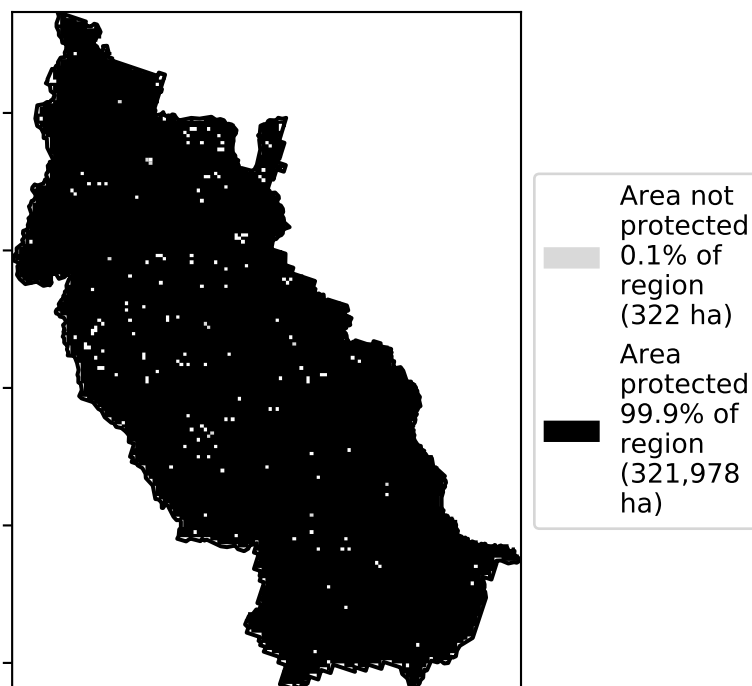 Area not
protected
0.1% of
region
(322 ha)
Area
protected
99.9% of
region
(321,978
ha)